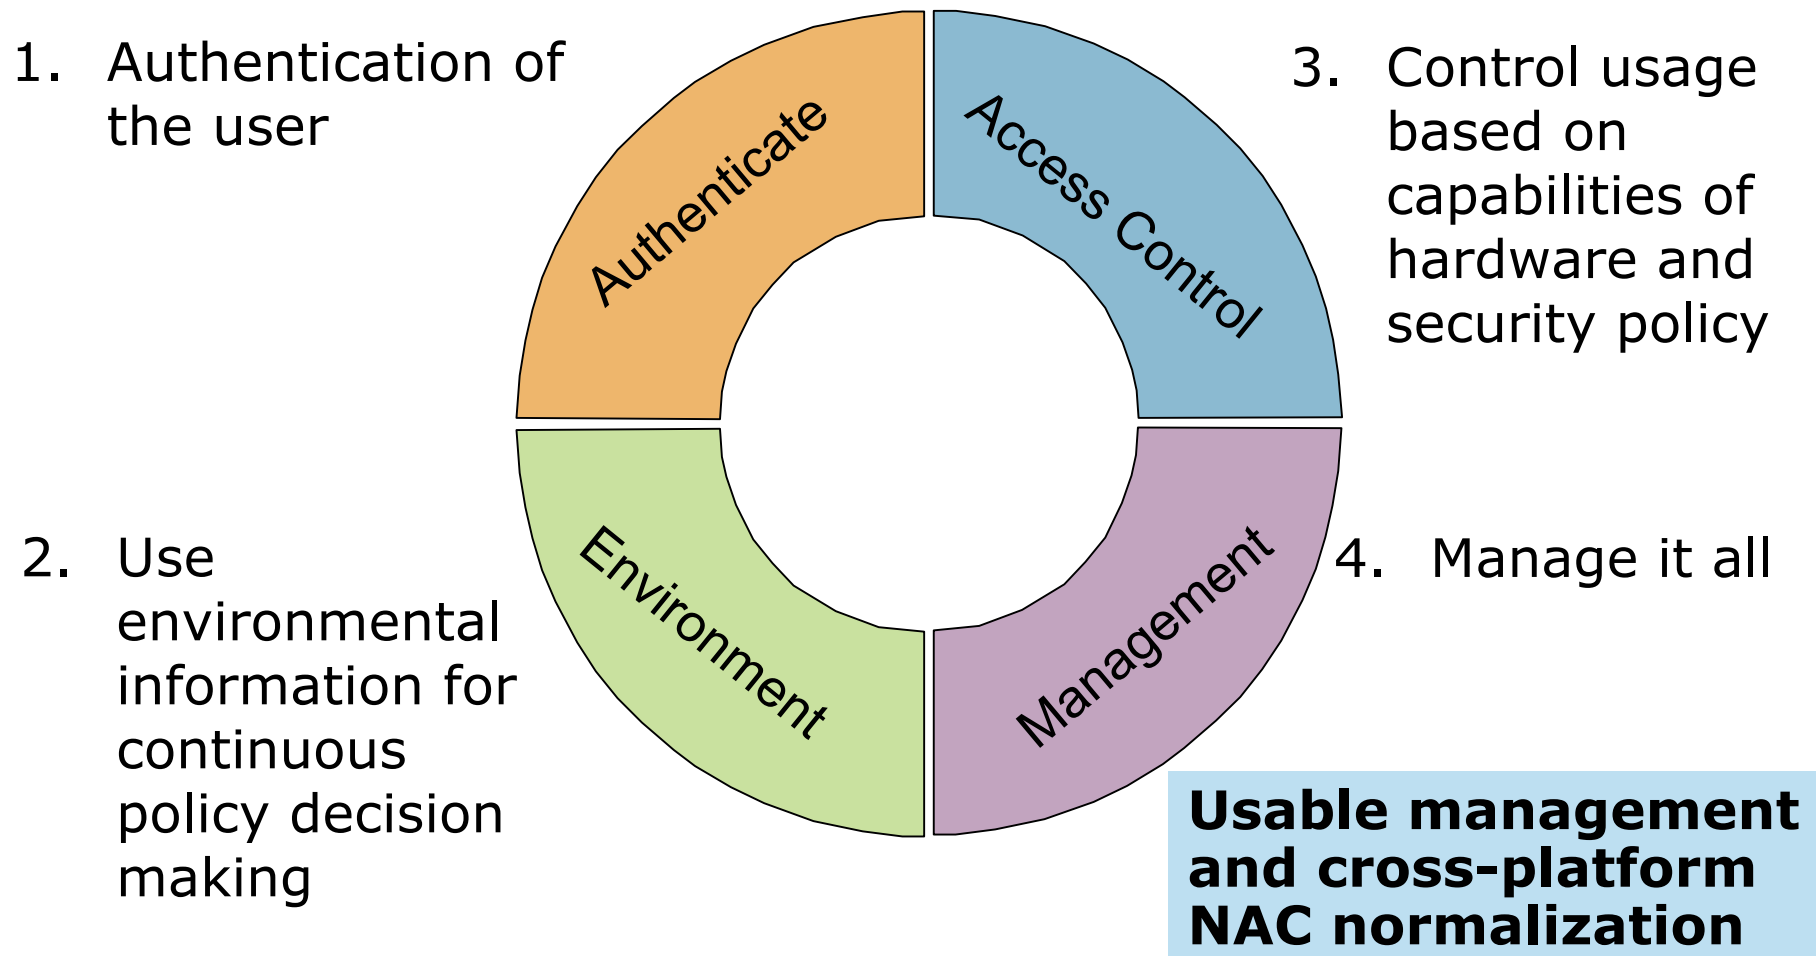 1. Authentication of
the user
Authenticate
Access Control
3. Control usage
based on
capabilities of
hardware and
security policy
2. Use
environmental
information for
continuous
policy decision
making
Environment
Management
4. Manage it all
Usable management
and cross-platform
NAC normalization